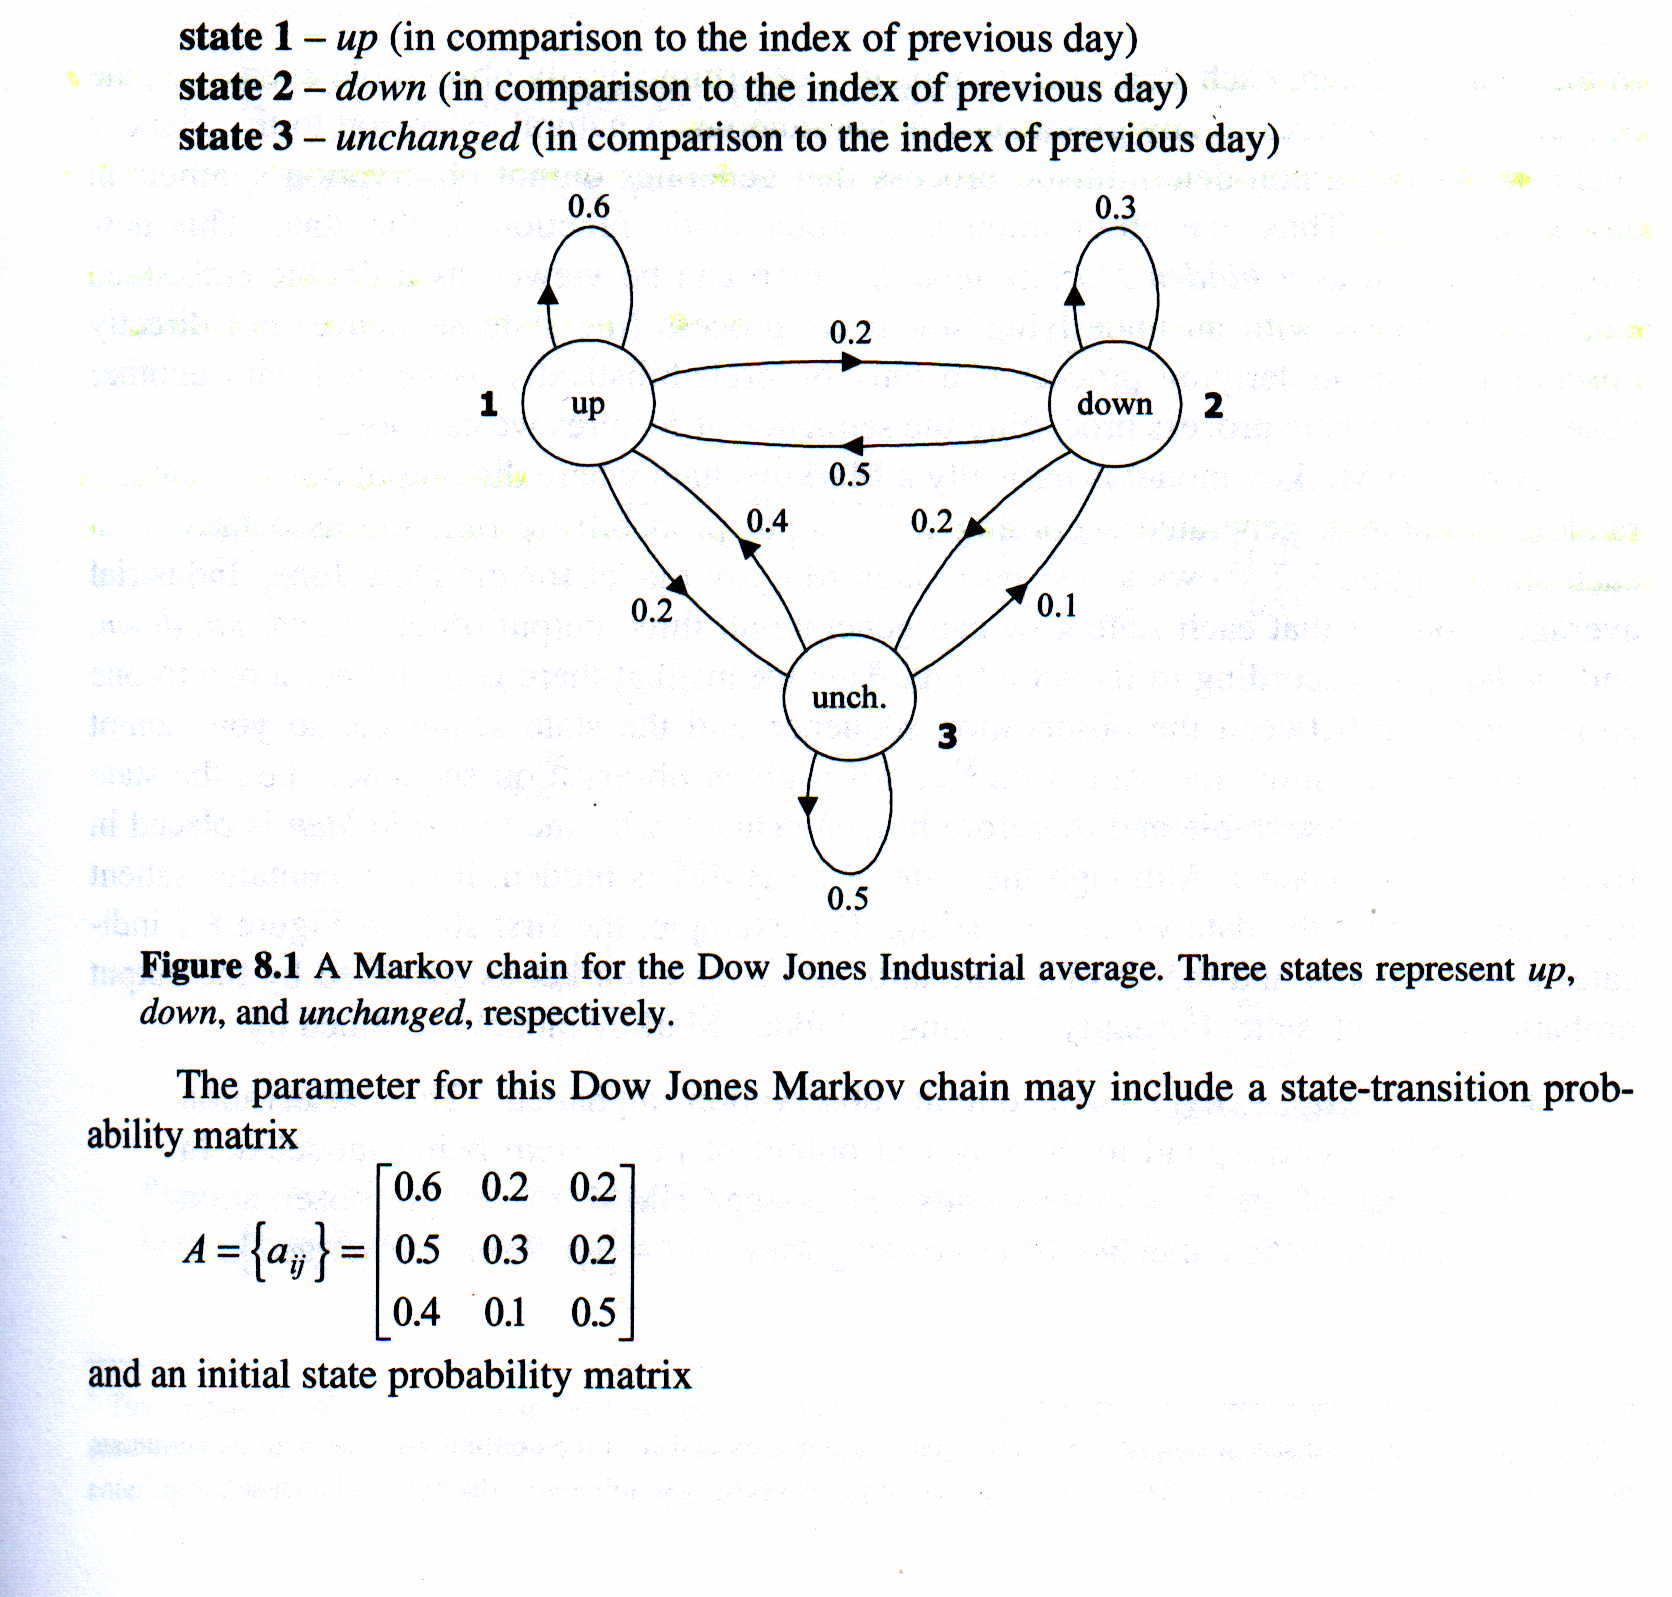 state 1 – up (in comparison to the index of previous day)
state 2 – down (in comparison to the index of previous day)
state 3 – unchanged (in comparison to the index of previous day)
0.6
0.3
0.2
1
up
down
2
0.5
0.4
0.2
0.2
0.1
unch.
3
0.5
Figure 8.1 A Markov chain for the Dow Jones Industrial average. Three states represent up,
down, and unchanged, respectively.
The parameter for this Dow Jones Markov chain may include a state-transition prob-
ability matrix
0.6 0.2 0.2
A = {aij} = 0.5 0.3 0.2
0.4 0.1 0.5
and an initial state probability matrix